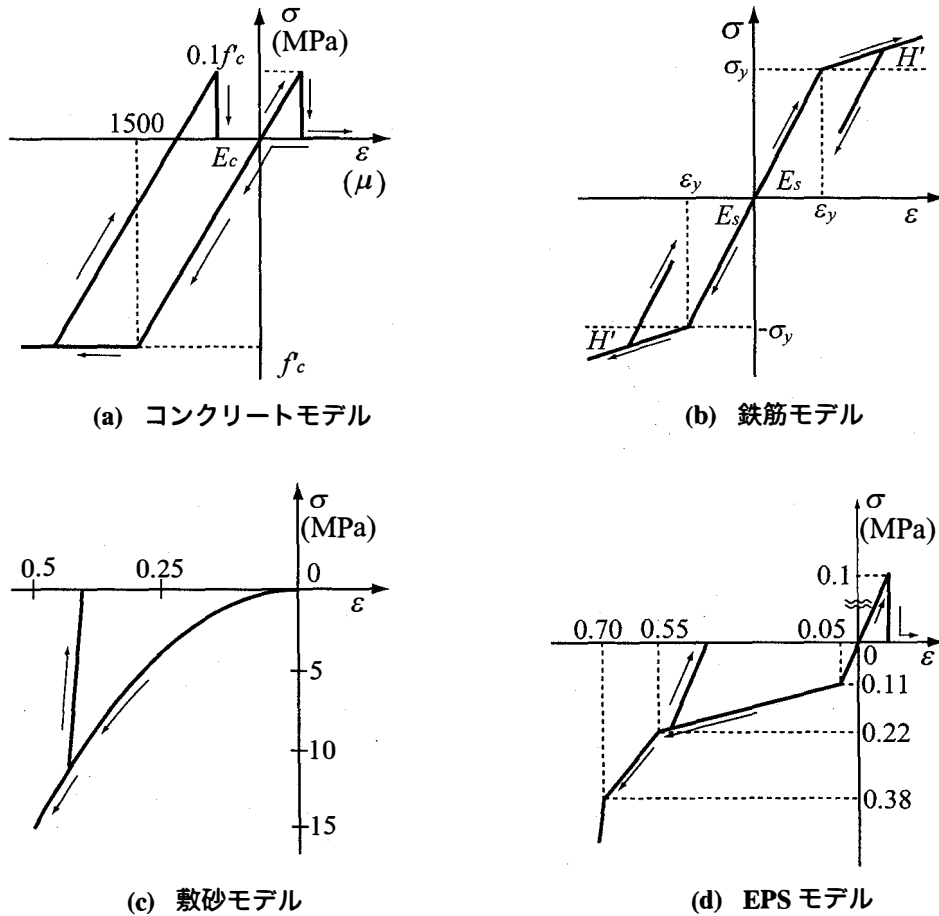 σ
(MPa)
0.1f'c
1500
Ec
ε
(μ)
f'c
(a) コンクリートモデル
σ
σy
H'
εy
Es
Es
εy
ε
H'
-σy
(b) 鉄筋モデル
σ
(MPa)
0.5
0.25
0
ε
5
10
15
(c) 敷砂モデル
σ
(MPa)
0.1
0.70
0.55
0.05
0
ε
0.11
0.22
0.38
(d) EPS モデル